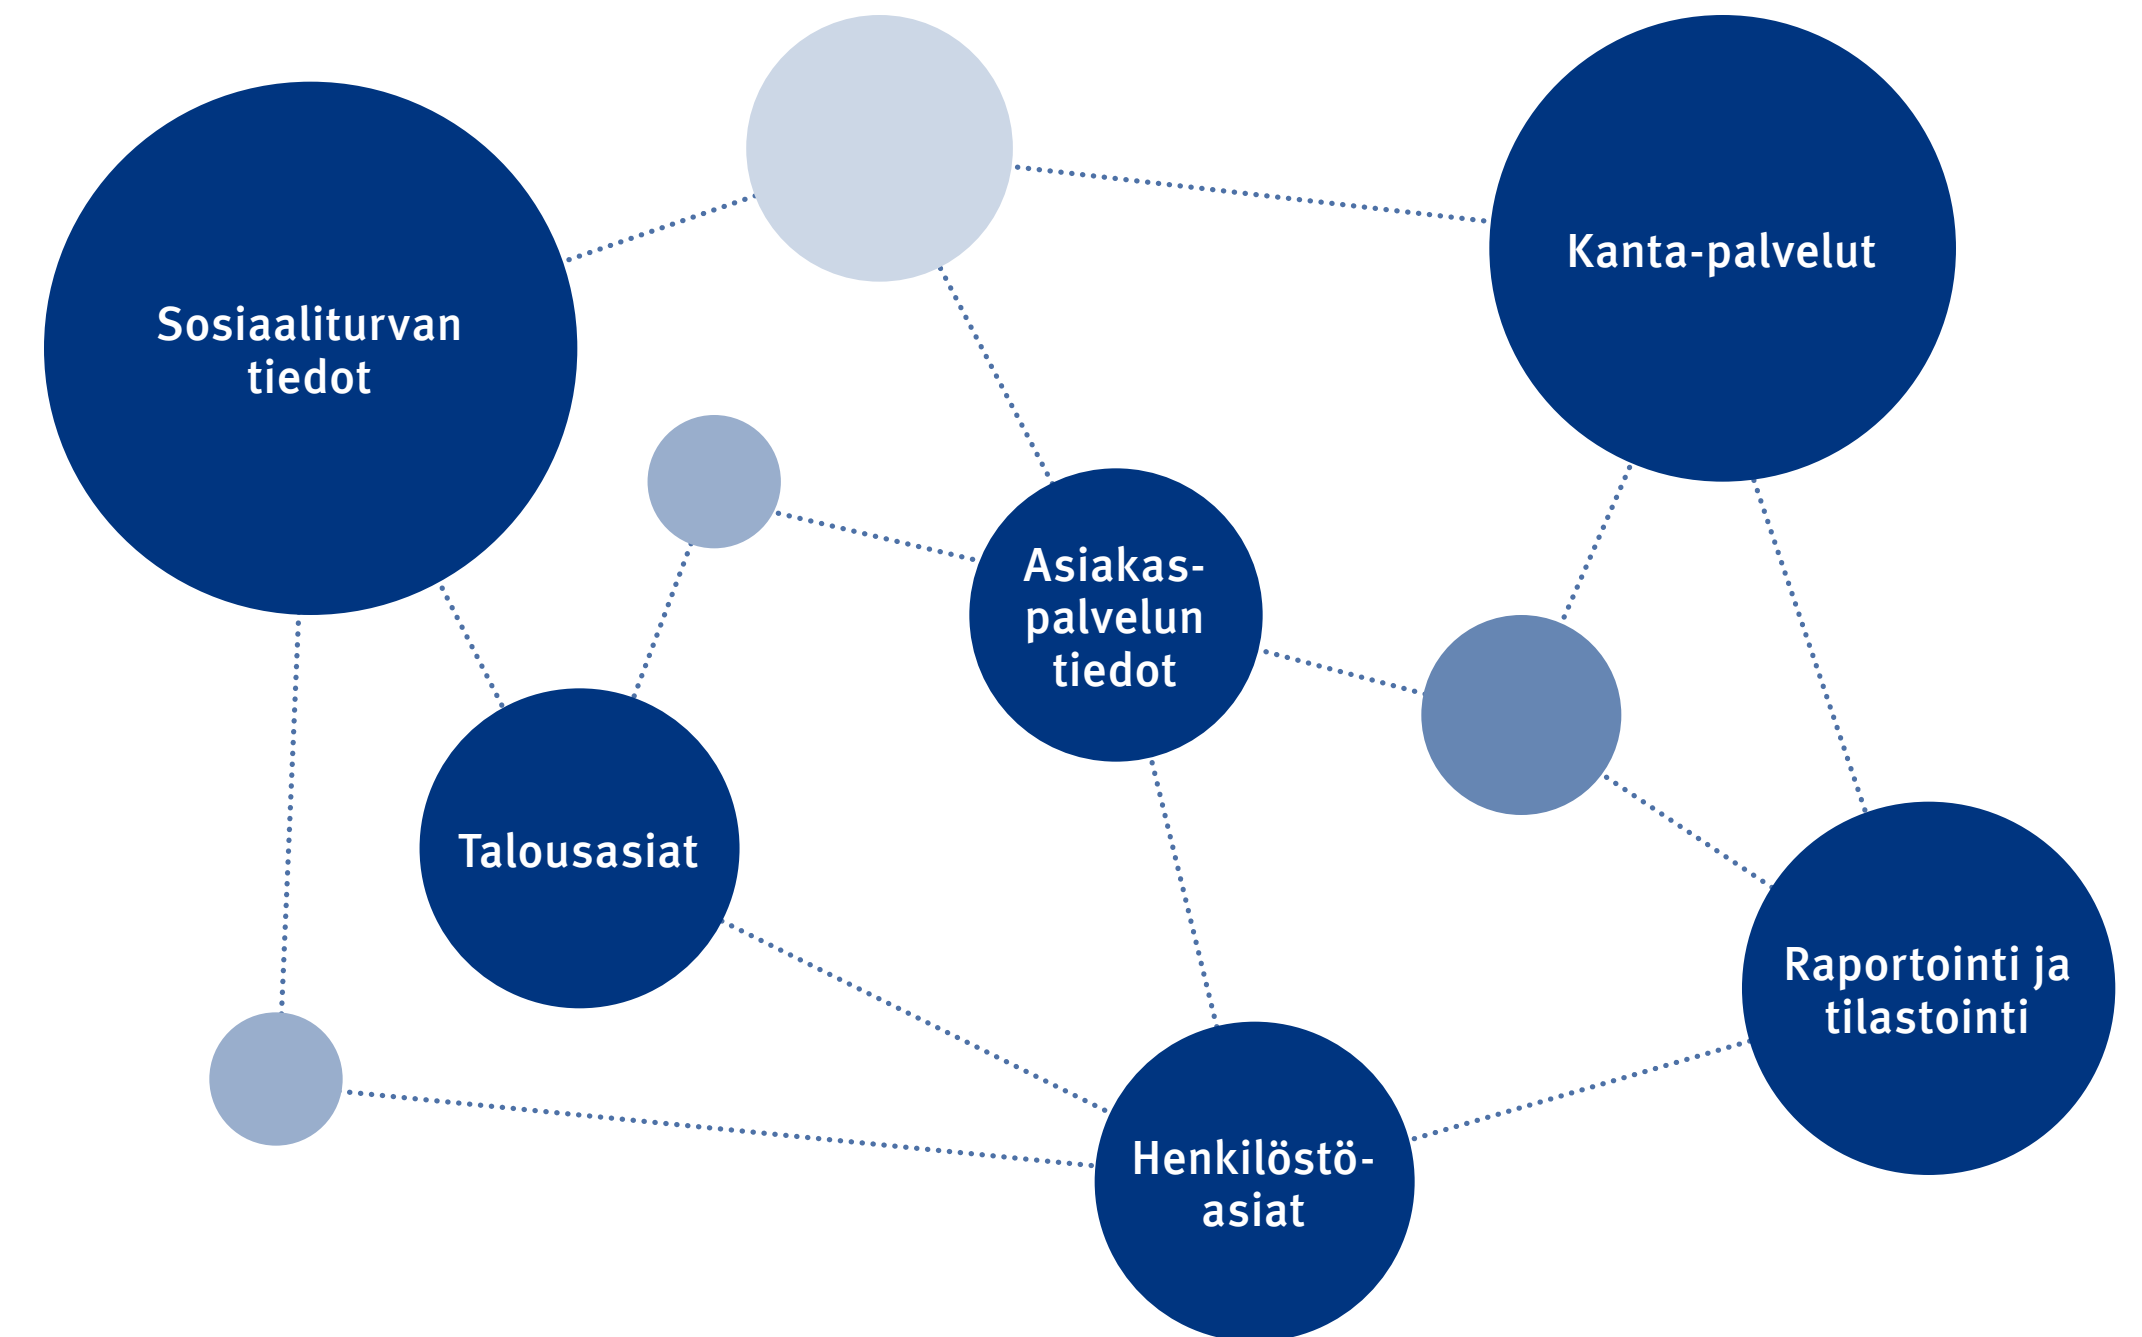 Sosiaaliturvan
tiedot
Kanta-palvelut
Asiakas-
palvelun
tiedot
Talousasiat
Raportointi ja
tilastointi
Henkilöstö-
asiat